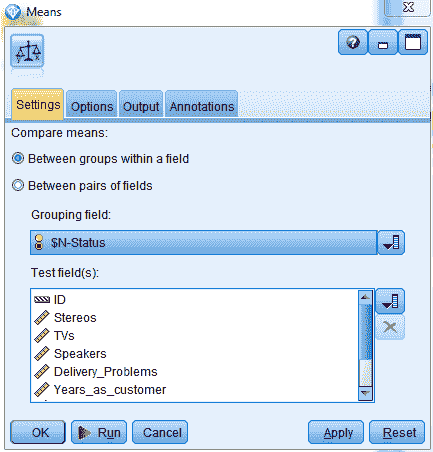 Means
Settings Options Output Annotations
Compare means:
Between groups within a field
Between pairs of fields
Grouping field:
$N-Status
Test field(s):
ID
Stereos
TVs
Speakers
Delivery_Problems
Years_as_customer
OK Run Cancel Apply Reset